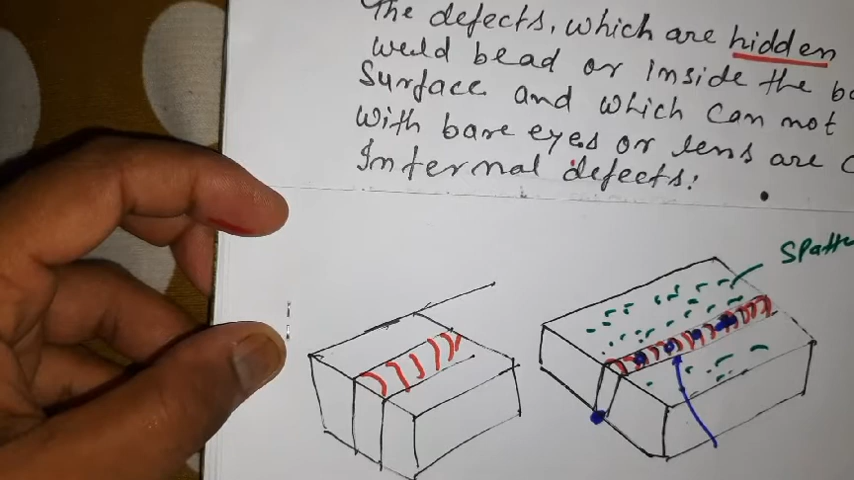 The defects, which are hidden
weld bead or inside the
Surface and which can not
with bare eyes or lens are
Internal defects: